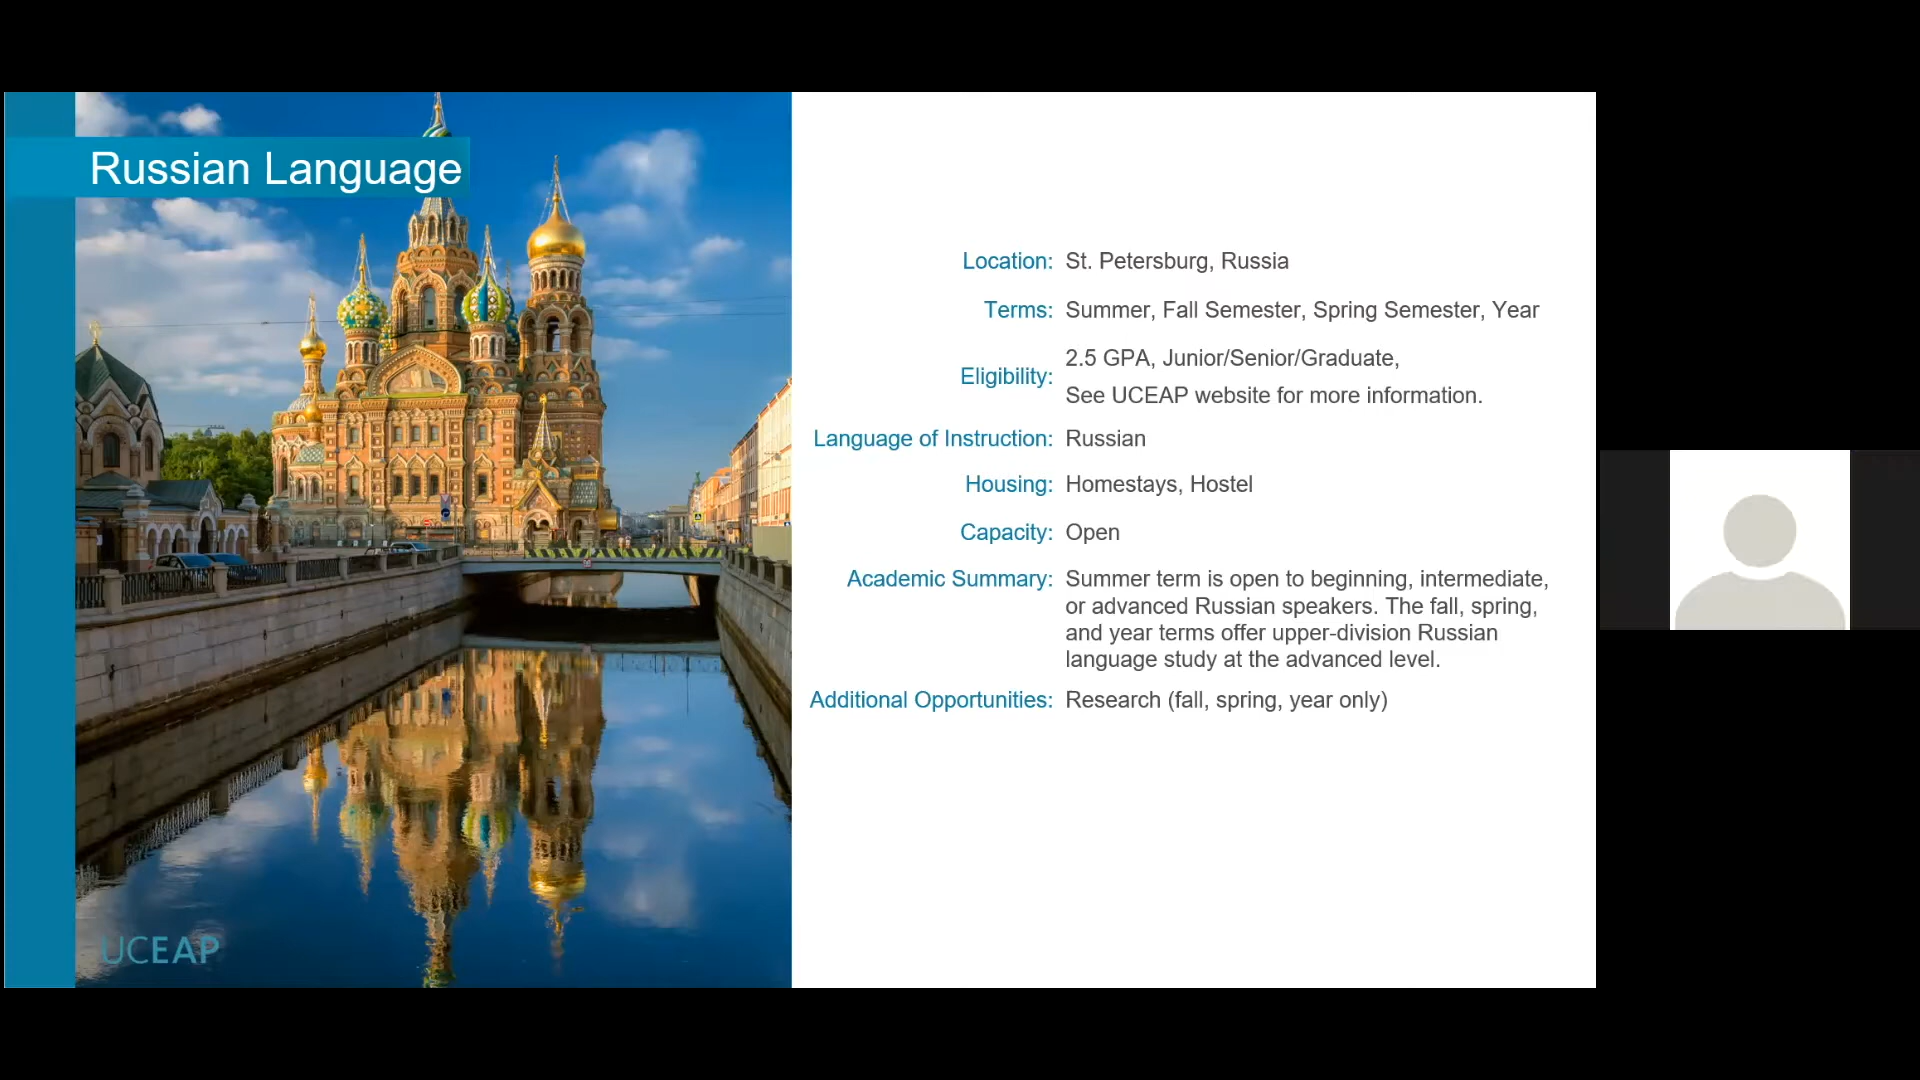 Russian Language
Location: St. Petersburg, Russia
Terms: Summer, Fall Semester, Spring Semester, Year
Eligibility: 2.5 GPA, Junior/Senior/Graduate,
See UCEAP website for more information.
Language of Instruction: Russian
Housing: Homestays, Hostel
Capacity: Open
Academic Summary: Summer term is open to beginning, intermediate,
or advanced Russian speakers. The fall, spring,
and year terms offer upper-division Russian
language study at the advanced level.
Additional Opportunities: Research (fall, spring, year only)
UCEAP